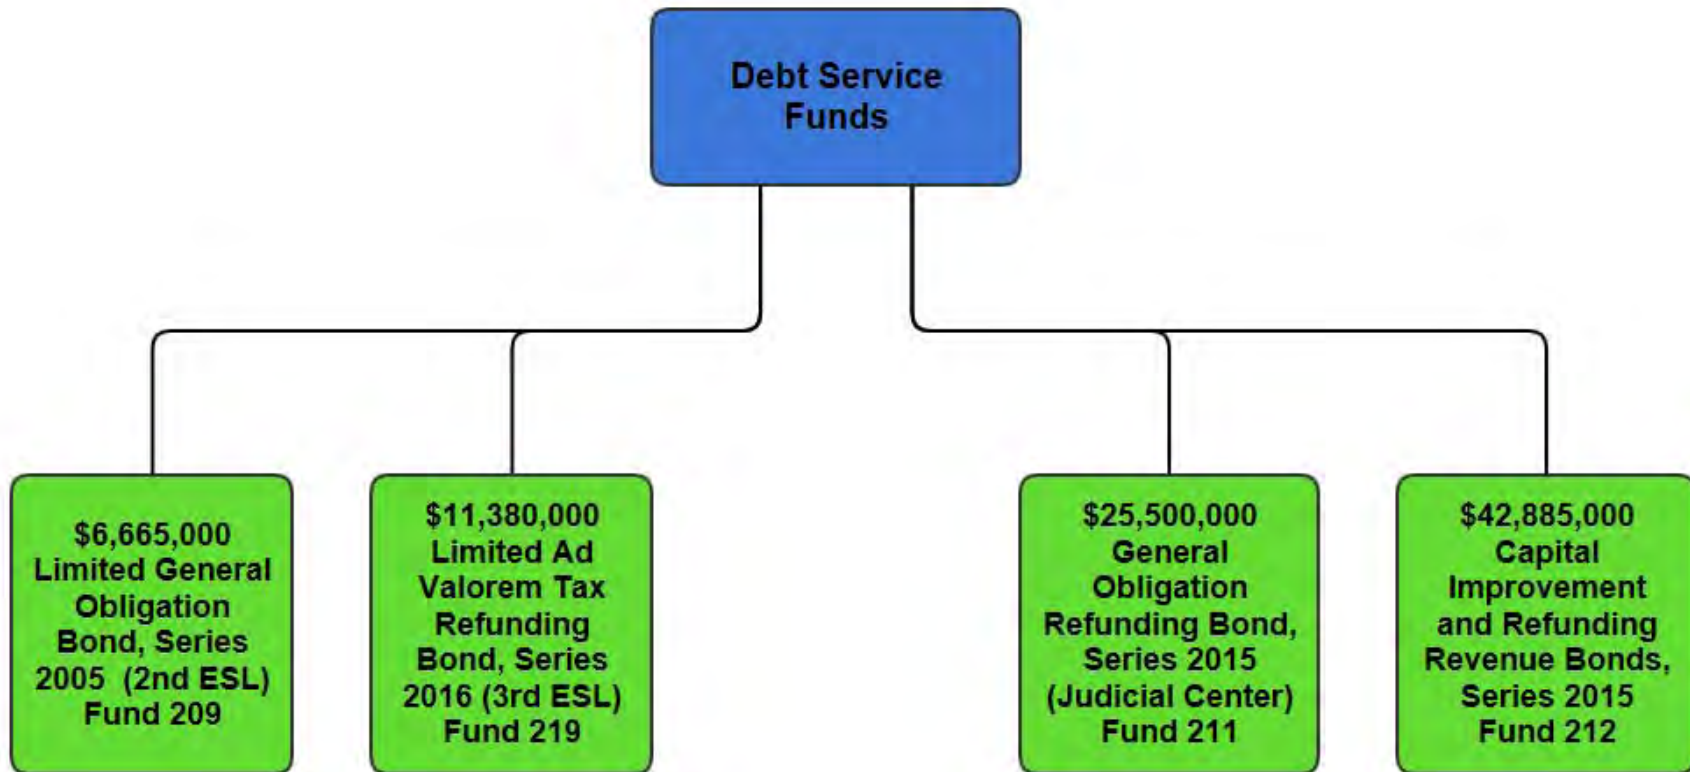 Debt Service
Funds
$6,665,000
Limited General
Obligation
Bond, Series
2005 (2nd ESL)
Fund 209
$11,380,000
Limited Ad
Valorem Tax
Refunding
Bond, Series
2016 (3rd ESL)
Fund 219
$25,500,000
General
Obligation
Refunding Bond,
Series 2015
(Judicial Center)
Fund 211
$42,885,000
Capital
Improvement
and Refunding
Revenue Bonds,
Series 2015
Fund 212